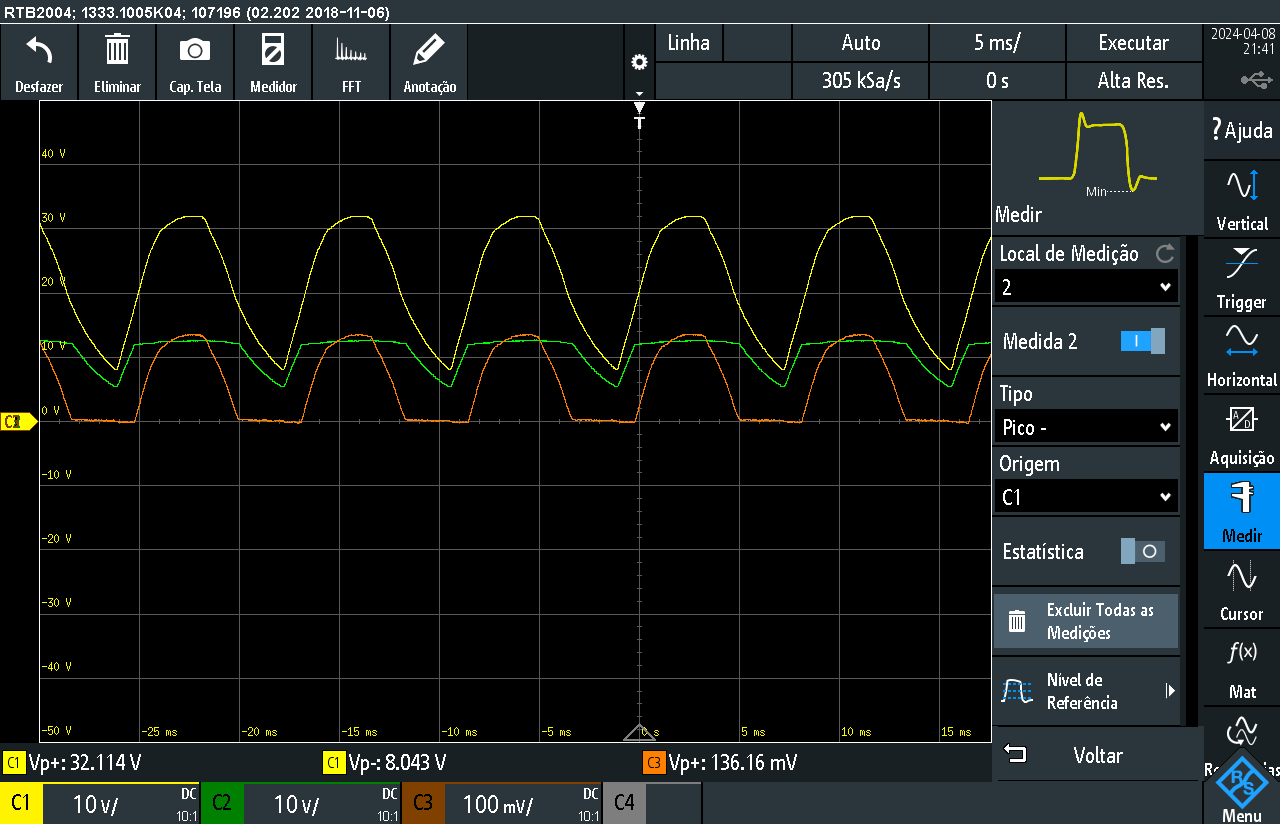 RTB2004; 1333.1005K04; 107196 (02.202 2018-11-06)
Desfazer
Eliminar
Cap. Tela
Medidor
FFT
Anotação
Linha
Auto
5 ms/
Executar
305 kSa/s
0 s
Alta Res.
2024-04-08
21:41
T
40 V
30 V
20 V
10 V
0 V
-10 V
-20 V
-30 V
-40 V
-50 V
-25 ms
-20 ms
-15 ms
-10 ms
-5 ms
0 s
5 ms
10 ms
15 ms
Min
Medir
Local de Medição
2
Medida 2
Tipo
Pico -
Origem
C1
Estatística
Excluir Todas as
Medições
Nível de
Referência
Voltar
? Ajuda
Vertical
Trigger
Horizontal
A/D
Aquisição
Medir
Cursor
f(x)
Mat
R&S
Menu
C1 Vp+: 32.114 V
C1 Vp-: 8.043 V
C3 Vp+: 136.16 mV
C1 10 V/ DC 10:1
C2 10 V/ DC 10:1
C3 100 mV/ DC 10:1
C4